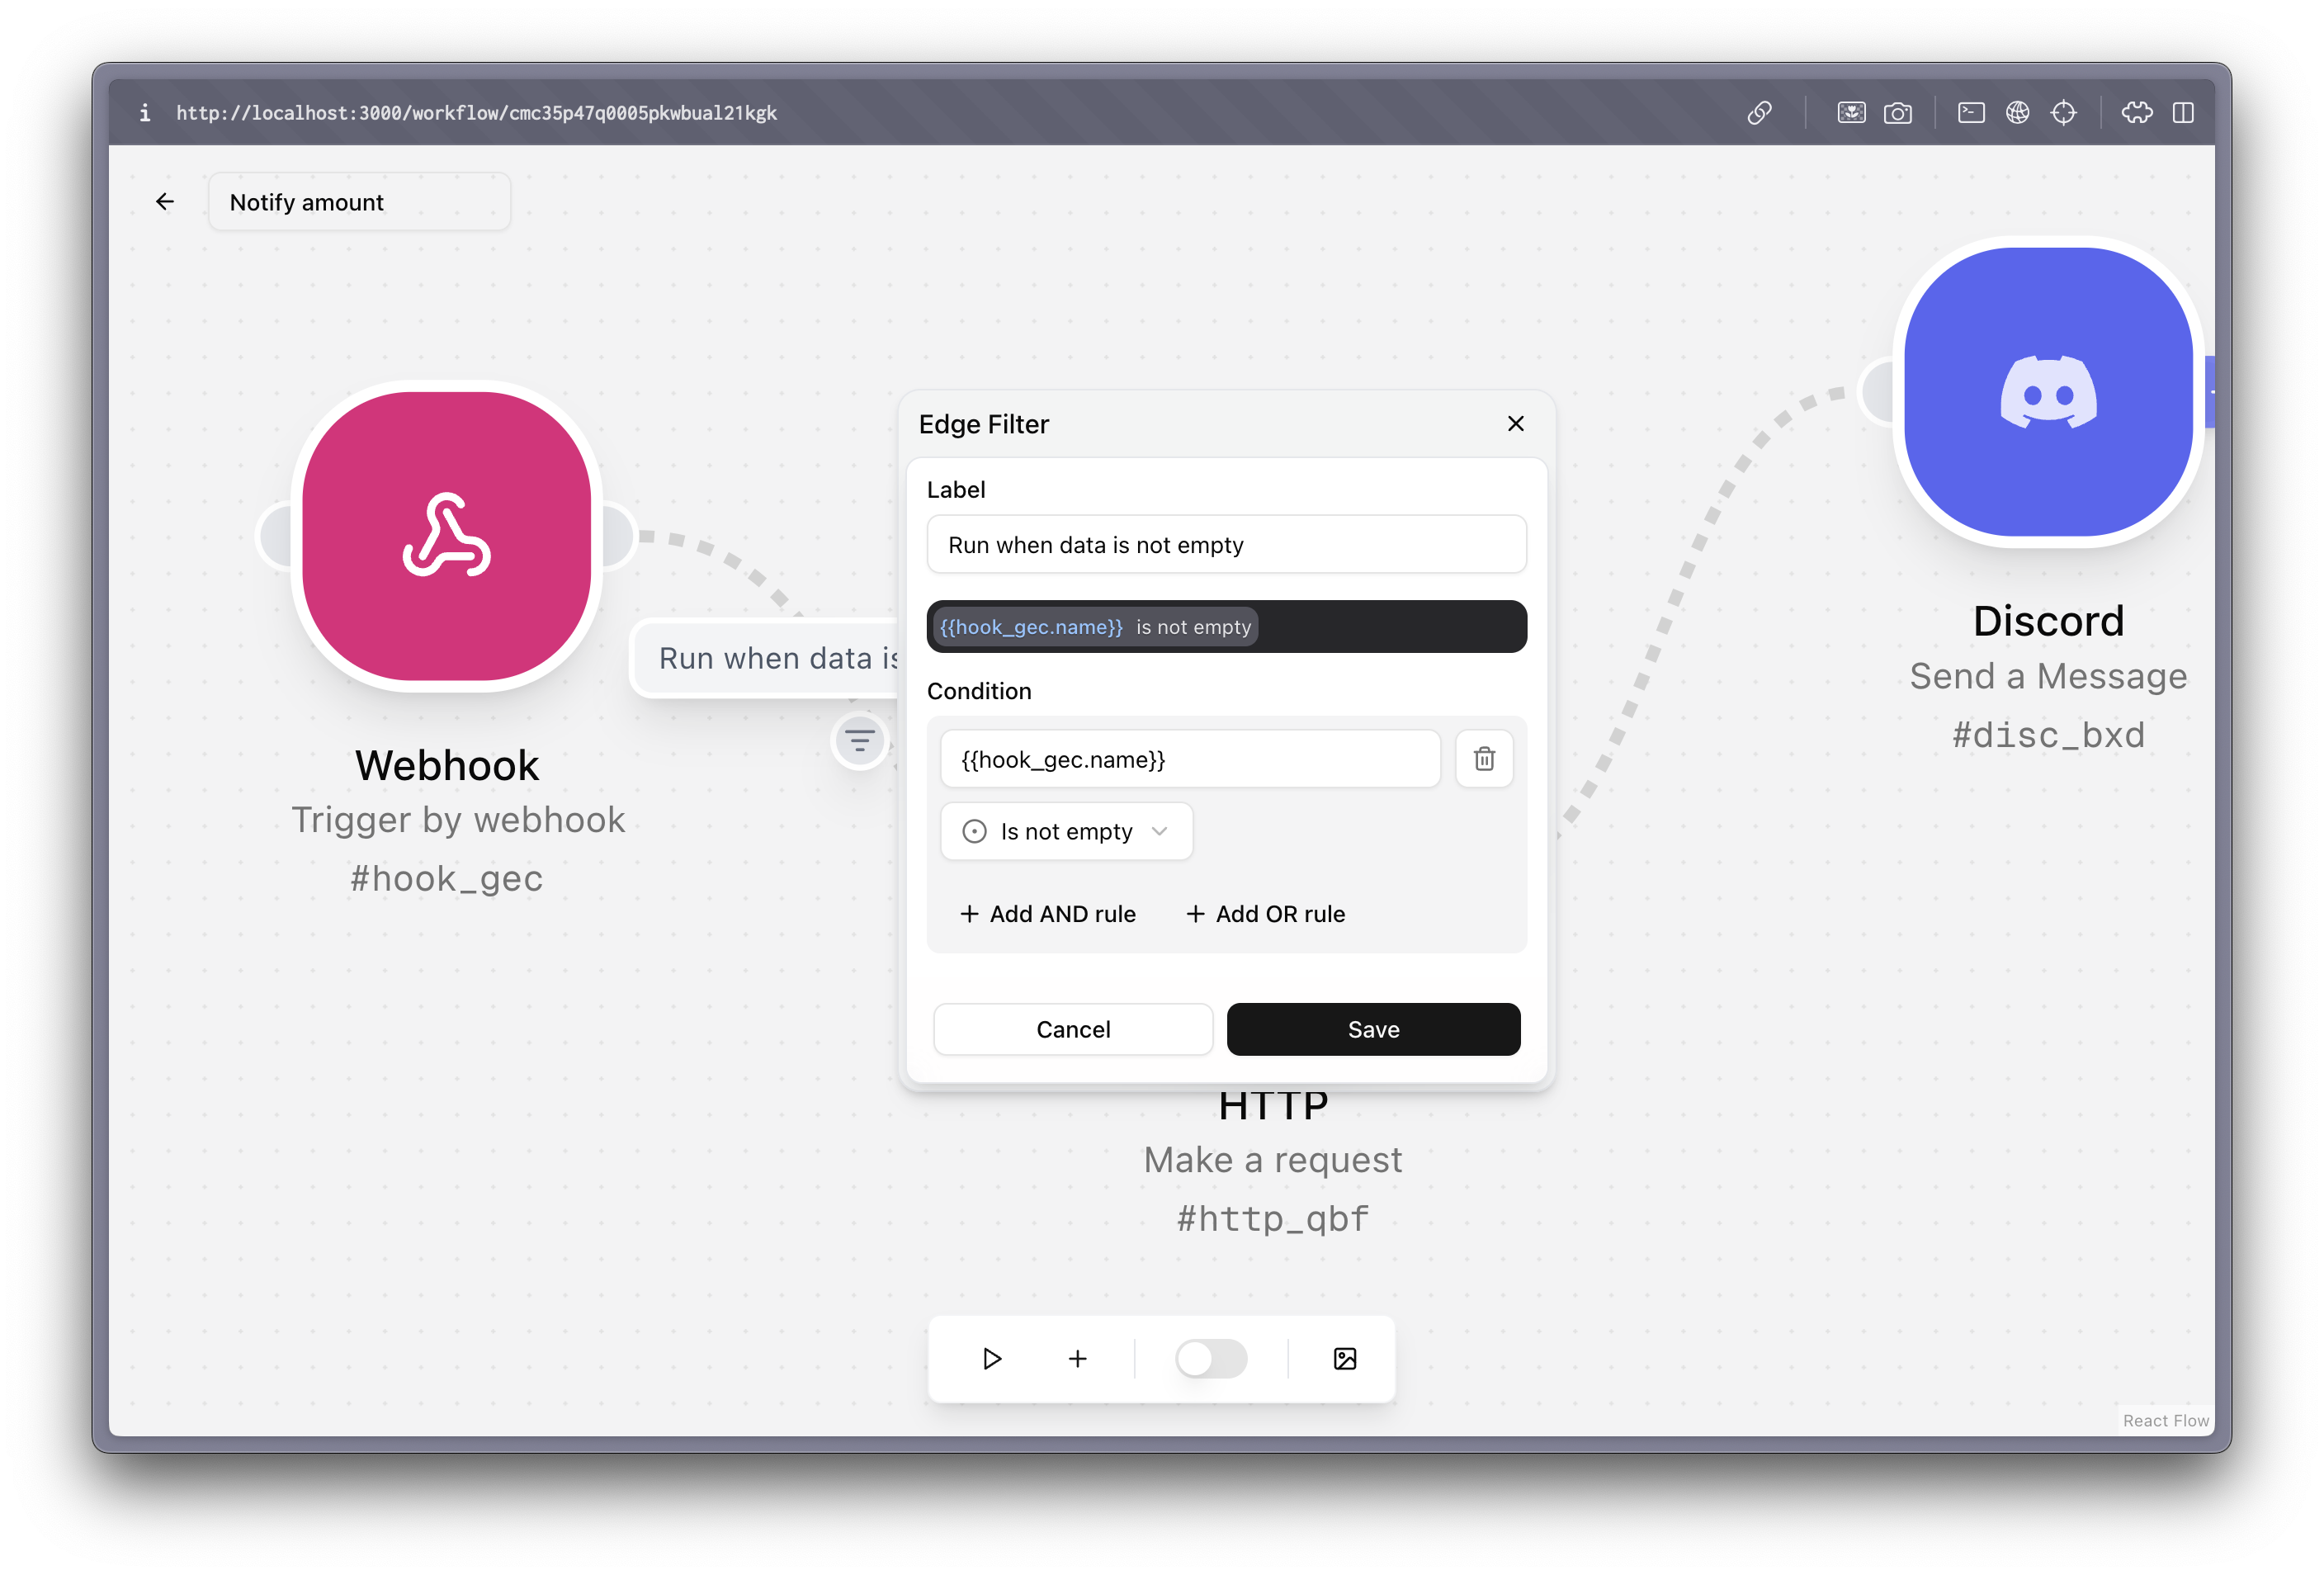 http://localhost:3000/workflow/cmc35p47q0005pkwbual21kgk
Notify amount
Webhook
Trigger by webhook
#hook_gec
Run when data is
Edge Filter
Label
Run when data is not empty
{{hook_gec.name}} is not empty
Condition
{{hook_gec.name}}
Is not empty
+ Add AND rule + Add OR rule
Cancel Save
HTTP
Make a request
#http_qbf
Discord
Send a Message
#disc_bxd
React Flow